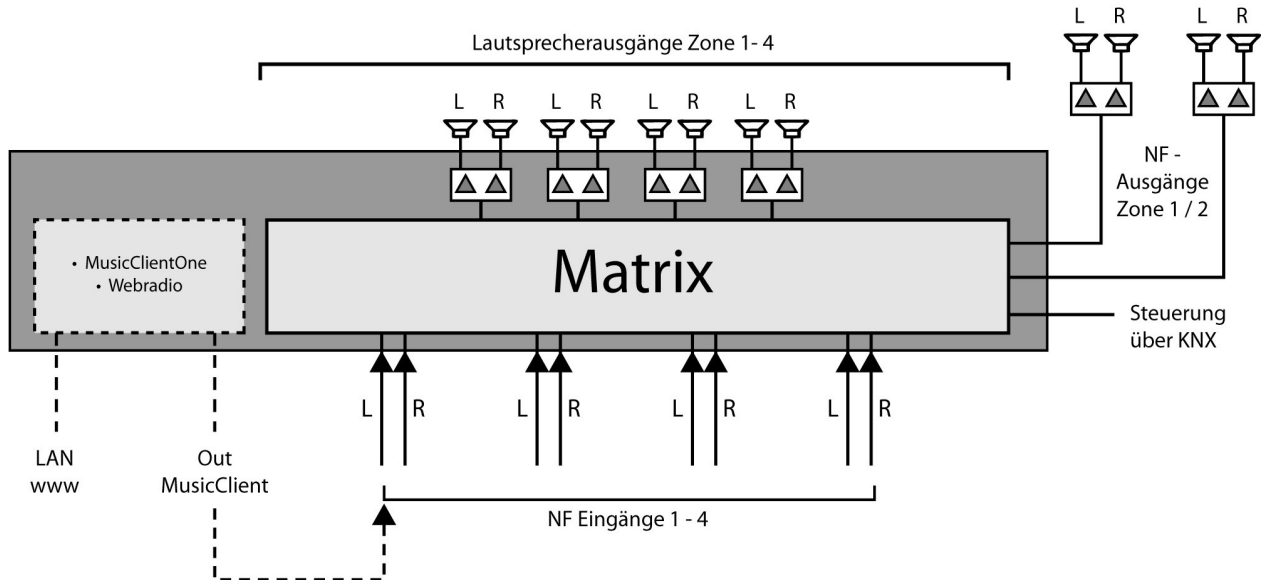 L R L R
Lautsprecherausgänge Zone 1- 4
L R L R L R L R
NF -
Ausgänge
Zone 1 / 2
• MusicClientOne
• Webradio
Matrix
Steuerung
über KNX
L R L R L R L R
LAN
www
Out
MusicClient
NF Eingänge 1 - 4